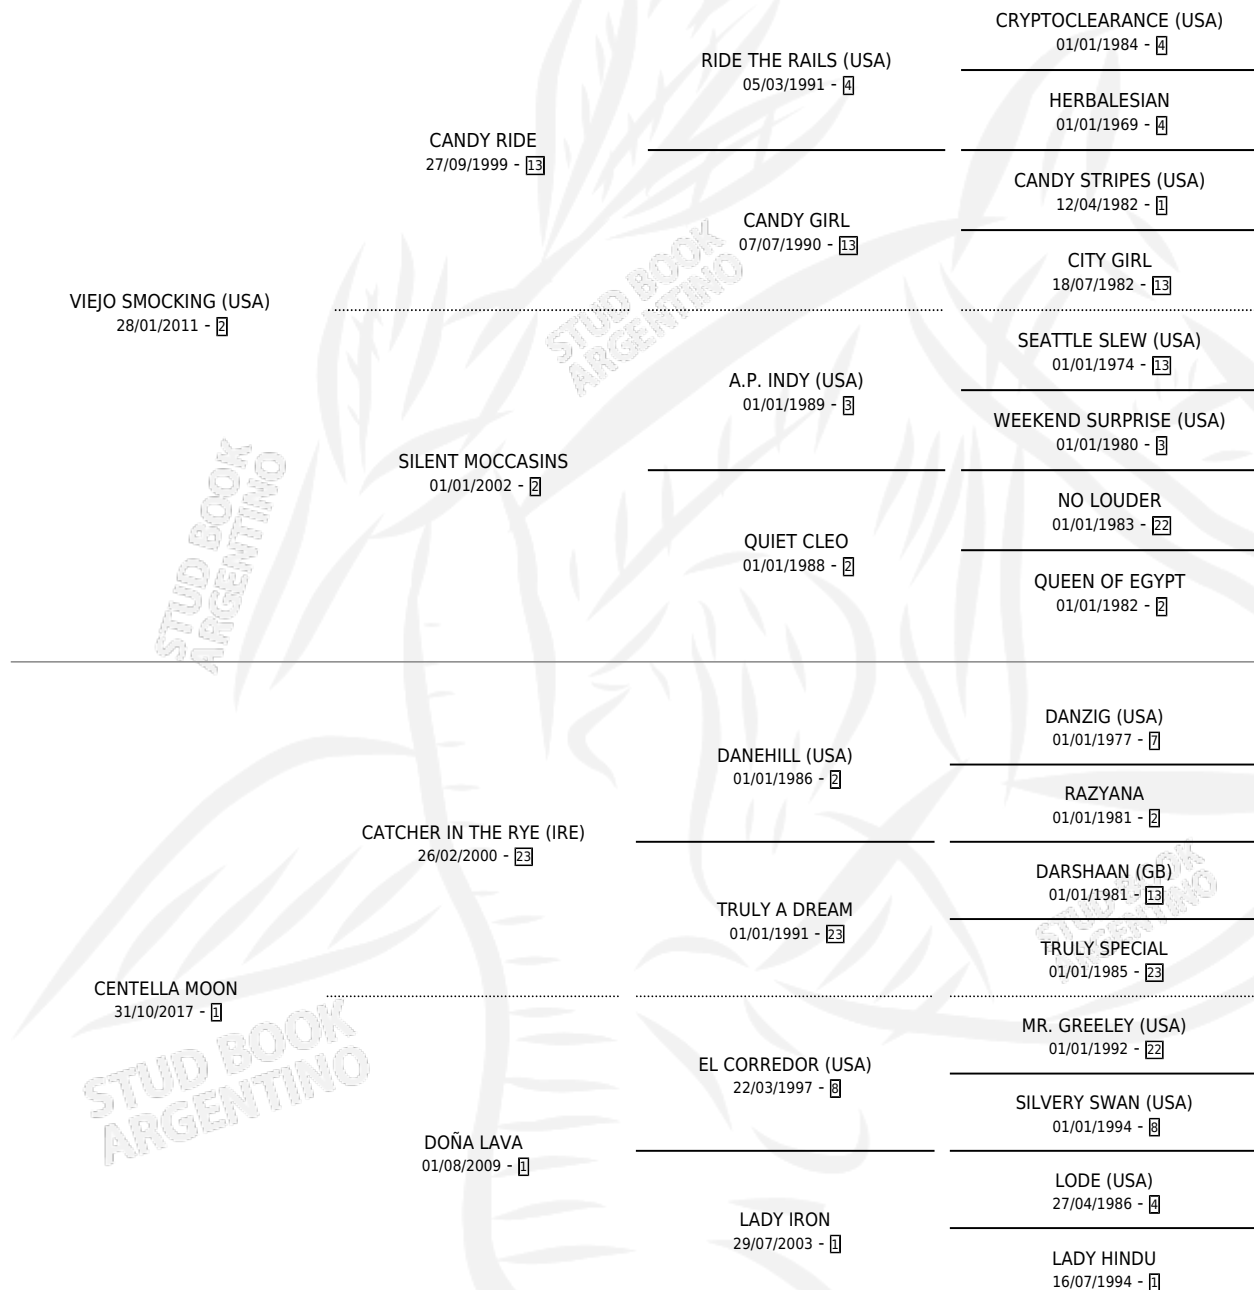 CRYPTOCLEARANCE (USA)
01/01/1984 - 4
RIDE THE RAILS (USA)
05/03/1991 - 4
HERBALESIAN
01/01/1969 - 4
CANDY RIDE
27/09/1999 - 13
CANDY STRIPES (USA)
12/04/1982 - 1
CANDY GIRL
07/07/1990 - 13
CITY GIRL
18/07/1982 - 13
VIEJO SMOCKING (USA)
28/01/2011 - 2
SEATTLE SLEW (USA)
01/01/1974 - 13
A.P. INDY (USA)
01/01/1989 - 3
WEEKEND SURPRISE (USA)
01/01/1980 - 3
SILENT MOCCASINS
01/01/2002 - 2
NO LOUDER
01/01/1983 - 22
QUIET CLEO
01/01/1988 - 2
QUEEN OF EGYPT
01/01/1982 - 2
DANZIG (USA)
01/01/1977 - 7
DANEHILL (USA)
01/01/1986 - 2
RAZYANA
01/01/1981 - 2
CATCHER IN THE RYE (IRE)
26/02/2000 - 23
DARSHAAN (GB)
01/01/1981 - 13
TRULY A DREAM
01/01/1991 - 23
TRULY SPECIAL
01/01/1985 - 23
CENTELLA MOON
31/10/2017 - 1
MR. GREELEY (USA)
01/01/1992 - 22
EL CORREDOR (USA)
22/03/1997 - 8
SILVERY SWAN (USA)
01/01/1994 - 8
DOÑA LAVA
01/08/2009 - 1
LODE (USA)
27/04/1986 - 4
LADY IRON
29/07/2003 - 1
LADY HINDU
16/07/1994 - 1
STUD BOOK
ARGENTINO
STUD BOOK
ARGENTINO
STUD BOOK
ARGENTINO
STUD BOOK
ARGENTINO